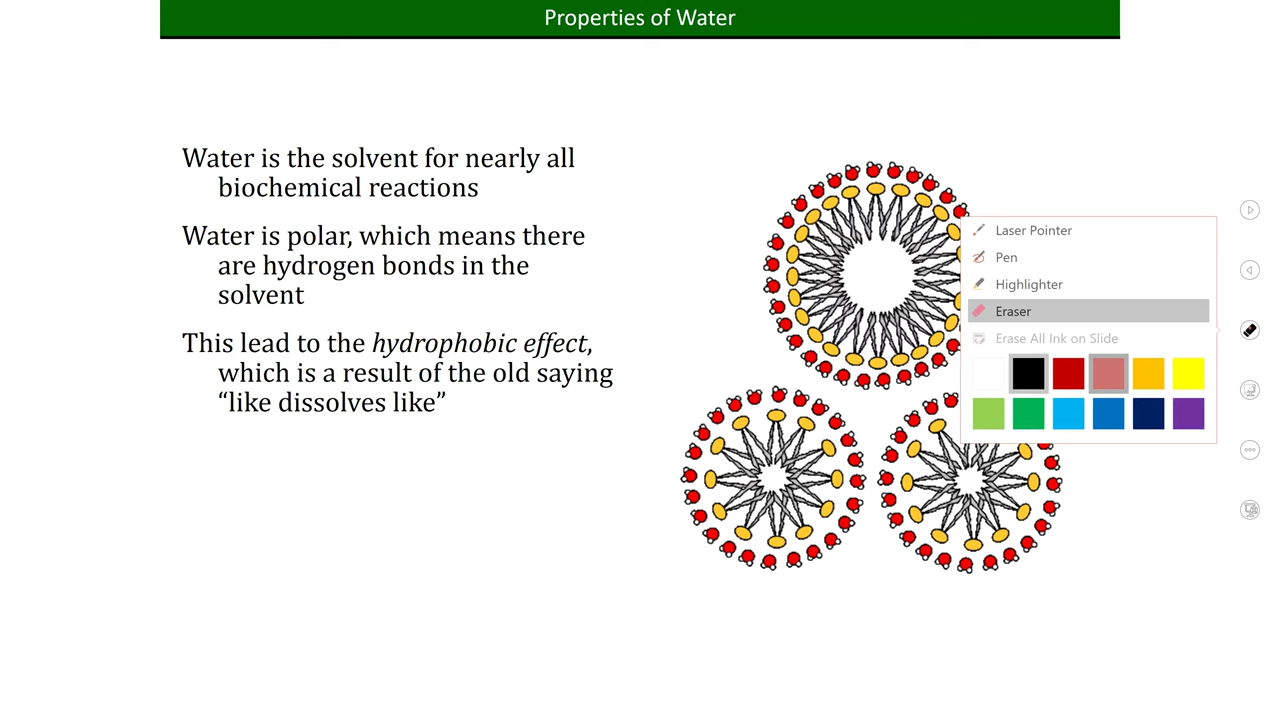 Properties of Water
Water is the solvent for nearly all
biochemical reactions
Water is polar, which means there
are hydrogen bonds in the
solvent
This lead to the hydrophobic effect,
which is a result of the old saying
“like dissolves like”
Laser Pointer
Pen
Highlighter
Eraser
Erase All Ink on Slide